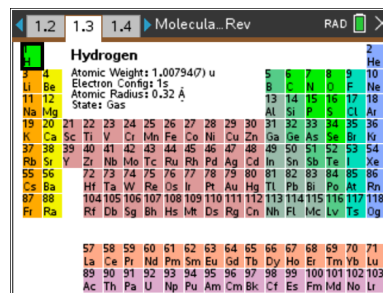 1.2 1.3 1.4 Molecula...Rev RAD
1 2
H Hydrogen He
Atomic Weight: 1.00794(7) u
Electron Config: 1s
Atomic Radius: 0.32 Å
State: Gas
3 4 5 6 7 8 9 10
Li Be B C N O F Ne
11 12 13 14 15 16 17 18
Na Mg Al Si P S Cl Ar
19 20 21 22 23 24 25 26 27 28 29 30 31 32 33 34 35 36
K Ca Sc Ti V Cr Mn Fe Co Ni Cu Zn Ga Ge As Se Br Kr
37 38 39 40 41 42 43 44 45 46 47 48 49 50 51 52 53 54
Rb Sr Y Zr Nb Mo Tc Ru Rh Pd Ag Cd In Sn Sb Te I Xe
55 56 72 73 74 75 76 77 78 79 80 81 82 83 84 85 86
Cs Ba Hf Ta W Re Os Ir Pt Au Hg Tl Pb Bi Po At Rn
87 88 104 105 106 107 108 109 110 111 112 113 114 115 116 117 118
Fr Ra Rf Db Sg Bh Hs Mt Ds Rg Cn Nh Fl Mc Lv Ts Og
57 58 59 60 61 62 63 64 65 66 67 68 69 70 71
La Ce Pr Nd Pm Sm Eu Gd Tb Dy Ho Er Tm Yb Lu
89 90 91 92 93 94 95 96 97 98 99 100 101 102 103
Ac Th Pa U Np Pu Am Cm Bk Cf Es Fm Md No Lr